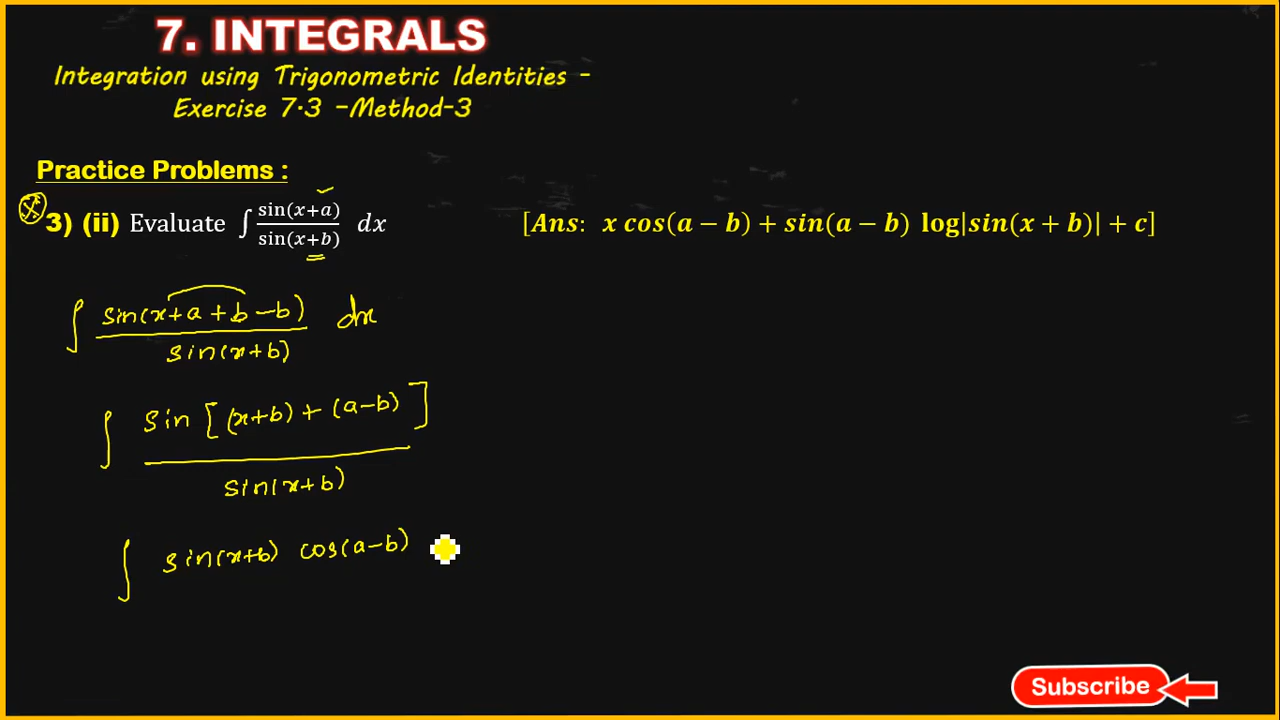 7. INTEGRALS
Integration using Trigonometric Identities -
Exercise 7.3 -Method-3
Practice Problems :
3) (ii) Evaluate ∫ sin(x+a)/sin(x+b) dx [Ans: x cos(a − b) + sin(a − b) log|sin(x + b)| + c]
∫ sin(x+a+b-b)/sin(x+b) dx
∫ sin[(x+b)+(a-b)]/sin(x+b)
∫ sin(x+b) cos(a-b)
Subscribe